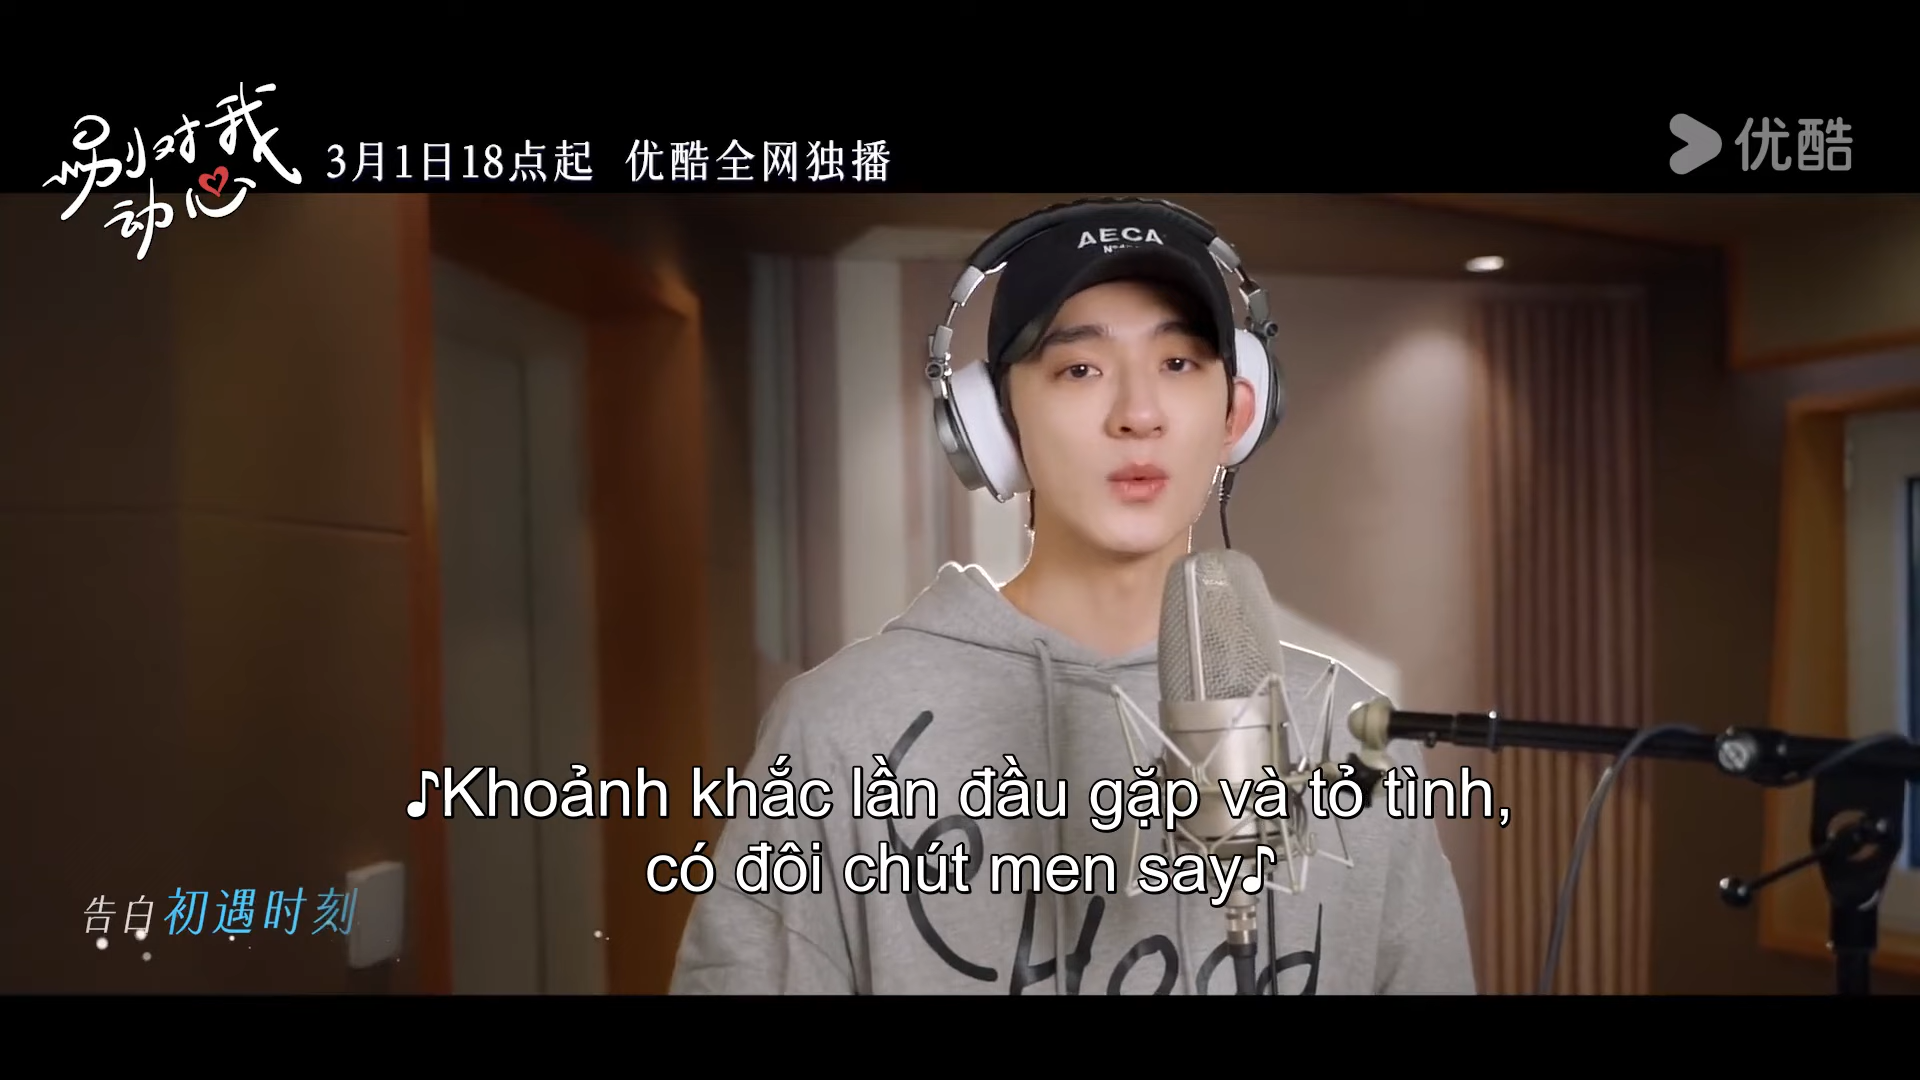 别对我
动心
3月1日18点起 优酷全网独播
优酷
AECA
♪Khoảnh khắc lần đầu gặp và tỏ tình,
có đôi chút men say♪
告白初遇时刻